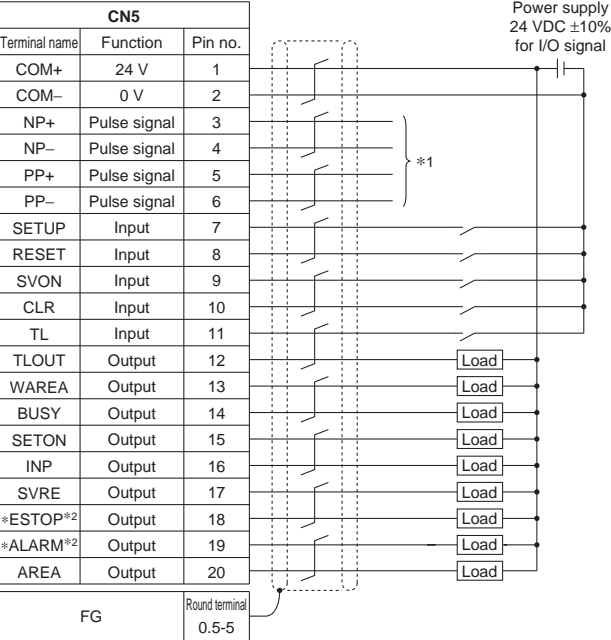 Power supply
24 VDC ±10%
for I/O signal
CN5
Terminal name Function Pin no.
COM+ 24 V 1
COM− 0 V 2
NP+ Pulse signal 3
NP− Pulse signal 4
PP+ Pulse signal 5
PP− Pulse signal 6
*1
SETUP Input 7
RESET Input 8
SVON Input 9
CLR Input 10
TL Input 11
TLOUT Output 12 Load
WAREA Output 13 Load
BUSY Output 14 Load
SETON Output 15 Load
INP Output 16 Load
SVRE Output 17 Load
*ESTOP*2 Output 18 Load
*ALARM*2 Output 19 Load
AREA Output 20 Load
FG Round terminal
0.5-5